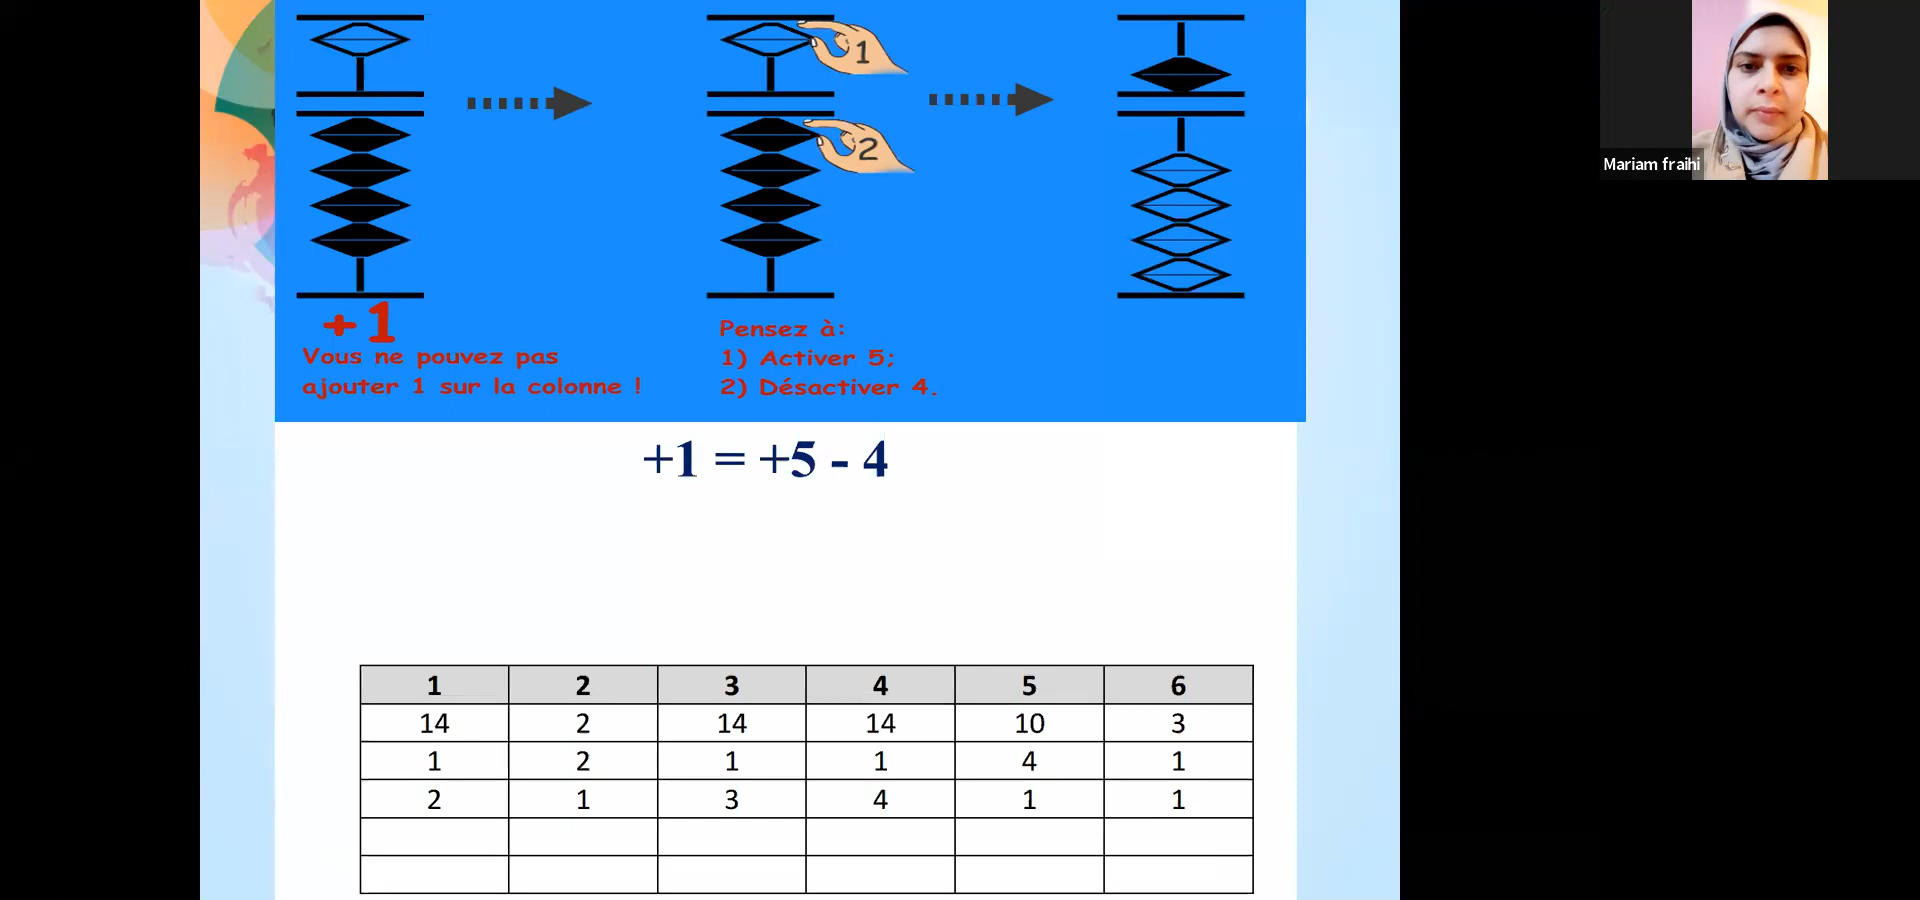 1
2
+1
Vous ne pouvez pas
ajouter 1 sur la colonne !
Pensez à:
1) Activer 5;
2) Désactiver 4.
+1 = +5 - 4
1 2 3 4 5 6
14 2 14 14 10 3
1 2 1 1 4 1
2 1 3 4 1 1
Mariam fraihi